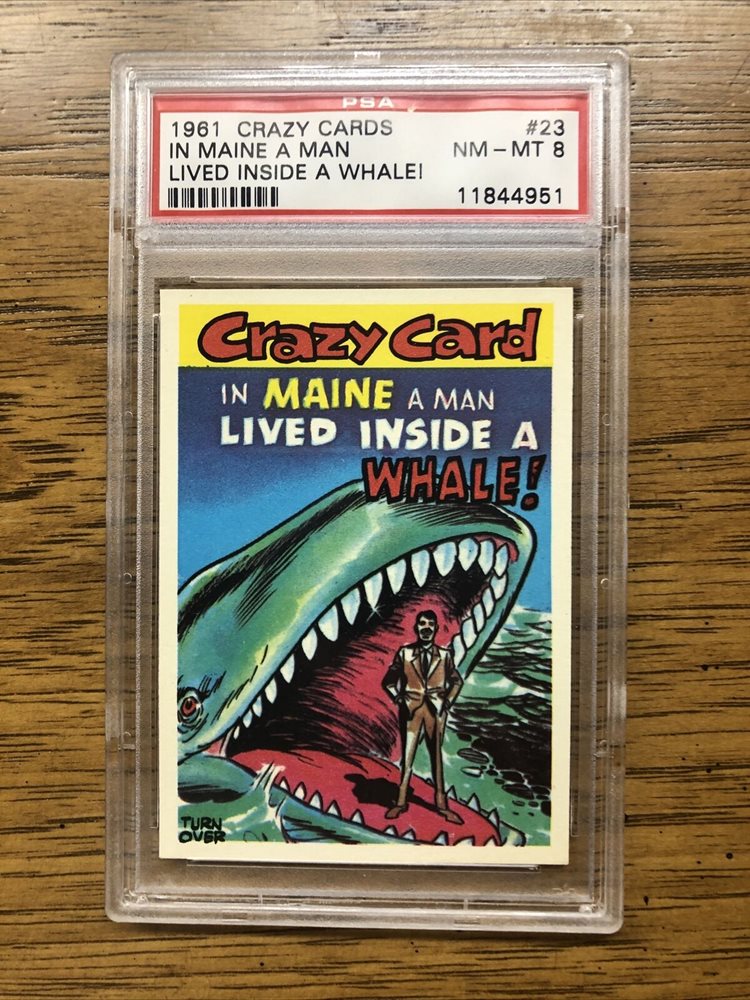 PSA
1961 CRAZY CARDS #23
IN MAINE A MAN NM-MT 8
LIVED INSIDE A WHALE!
11844951
Crazy Card
IN MAINE A MAN
LIVED INSIDE A
WHALE!
TURN
OVER